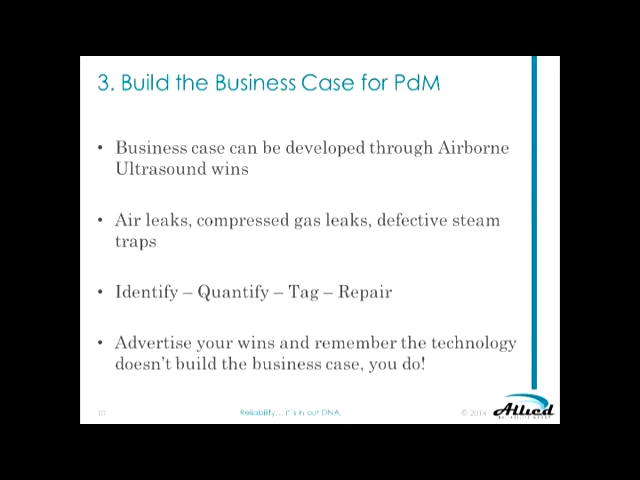 3. Build the Business Case for PdM
• Business case can be developed through Airborne
Ultrasound wins
• Air leaks, compressed gas leaks, defective steam
traps
• Identify – Quantify – Tag – Repair
• Advertise your wins and remember the technology
doesn't build the business case, you do!
10
Reliability... it's in our DNA.
© 2014
Allied